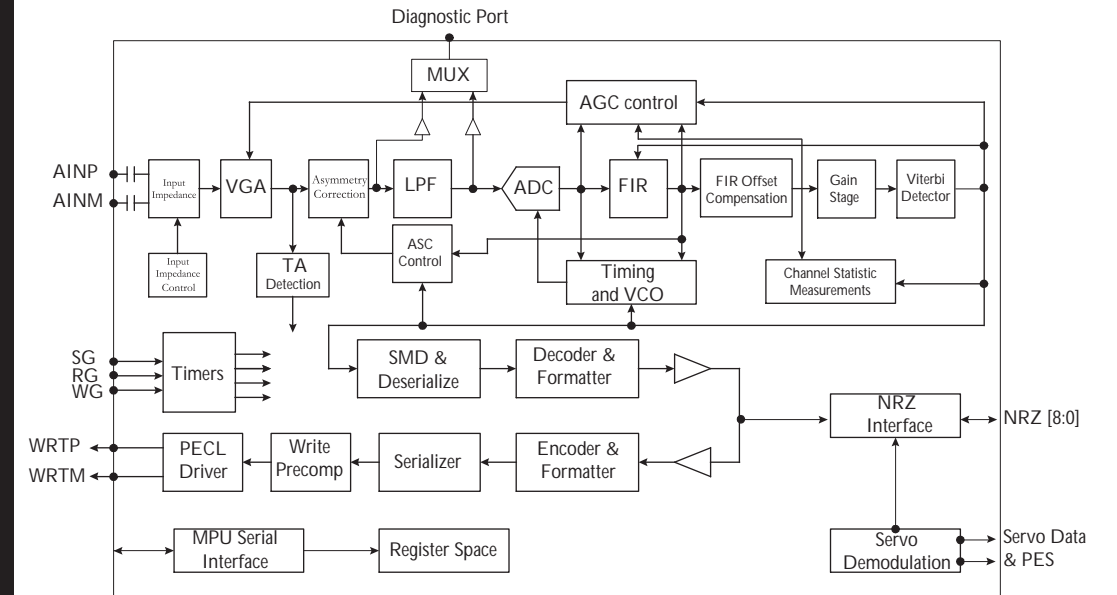 Diagnostic Port
MUX
AGC control
AINP
AINM
Input
Impedance
VGA
Asymmetry
Correction
LPF
ADC
FIR
FIR Offset
Compensation
Gain
Stage
Viterbi
Detector
Input
Impedance
Control
TA
Detection
ASC
Control
Timing
and VCO
Channel Statistic
Measurements
SG
RG
WG
Timers
SMD &
Deserialize
Decoder &
Formatter
NRZ
Interface
NRZ [8:0]
WRTP
WRTM
PECL
Driver
Write
Precomp
Serializer
Encoder &
Formatter
MPU Serial
Interface
Register Space
Servo
Demodulation
Servo Data
& PES